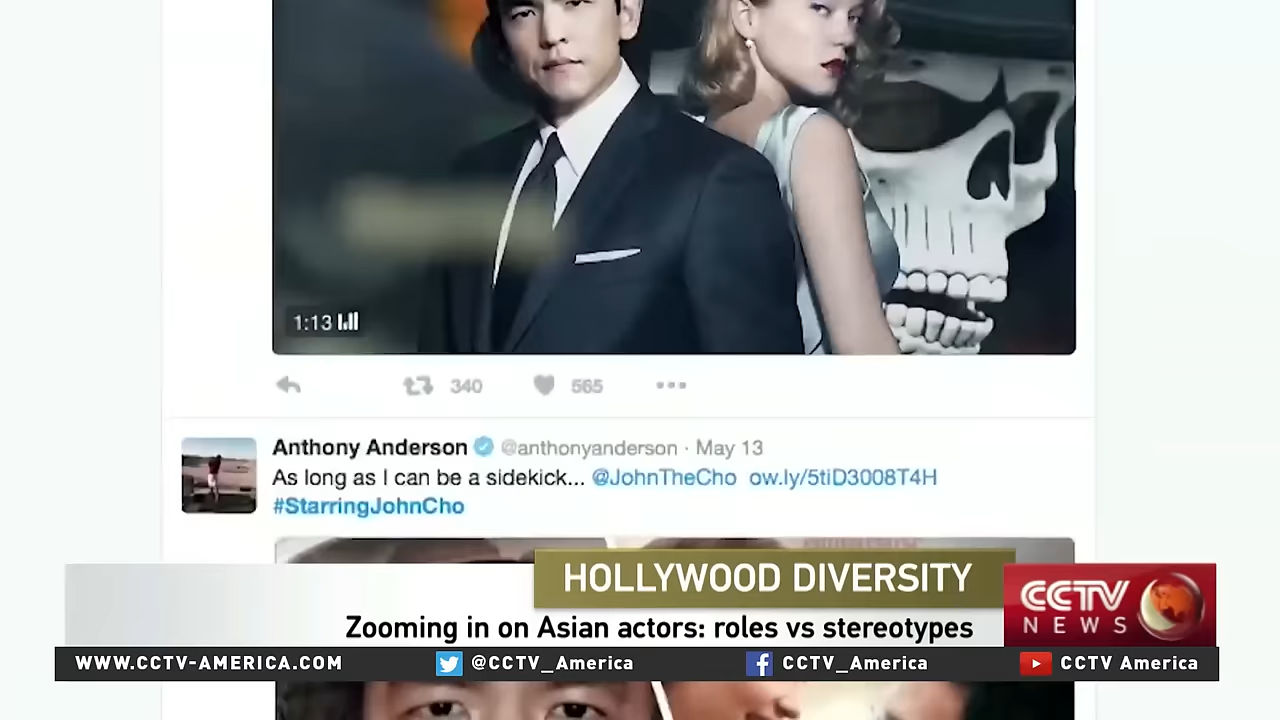 1:13
340
565
Anthony Anderson @anthonyanderson · May 13
As long as I can be a sidekick... @JohnTheCho ow.ly/5tiD3008T4H
#StarringJohnCho
HOLLYWOOD DIVERSITY
Zooming in on Asian actors: roles vs stereotypes
CCTV
NEWS
WWW.CCTV-AMERICA.COM
@CCTV_America
CCTV_America
CCTV America